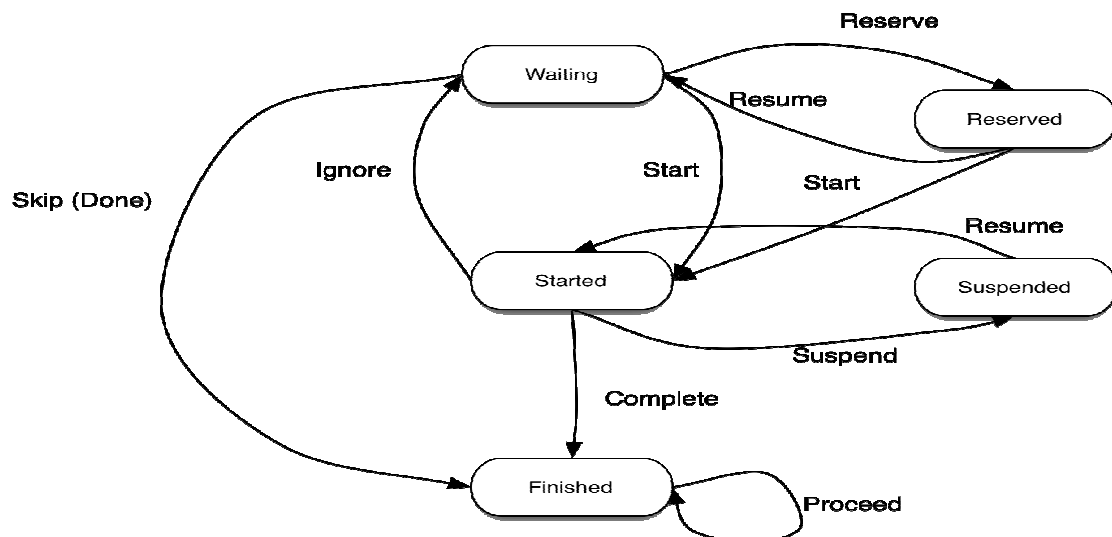 Reserve
Waiting
Resume
Reserved
Ignore
Start
Start
Skip (Done)
Resume
Started
Suspended
Suspend
Complete
Finished
Proceed